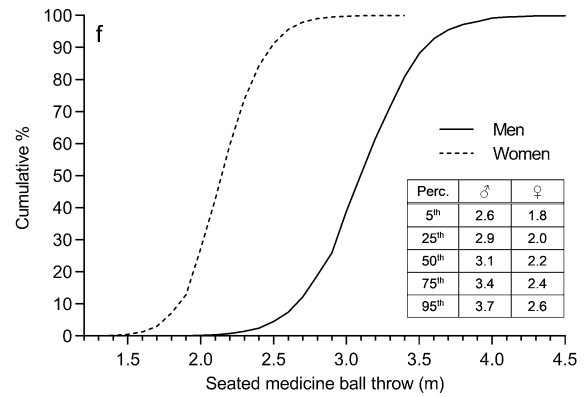 f
100
90
80
70
60
50
40
30
20
10
0
Cumulative %
1.5 2.0 2.5 3.0 3.5 4.0 4.5
Seated medicine ball throw (m)
Men
Women
Perc. ♂ ♀
5th 2.6 1.8
25th 2.9 2.0
50th 3.1 2.2
75th 3.4 2.4
95th 3.7 2.6